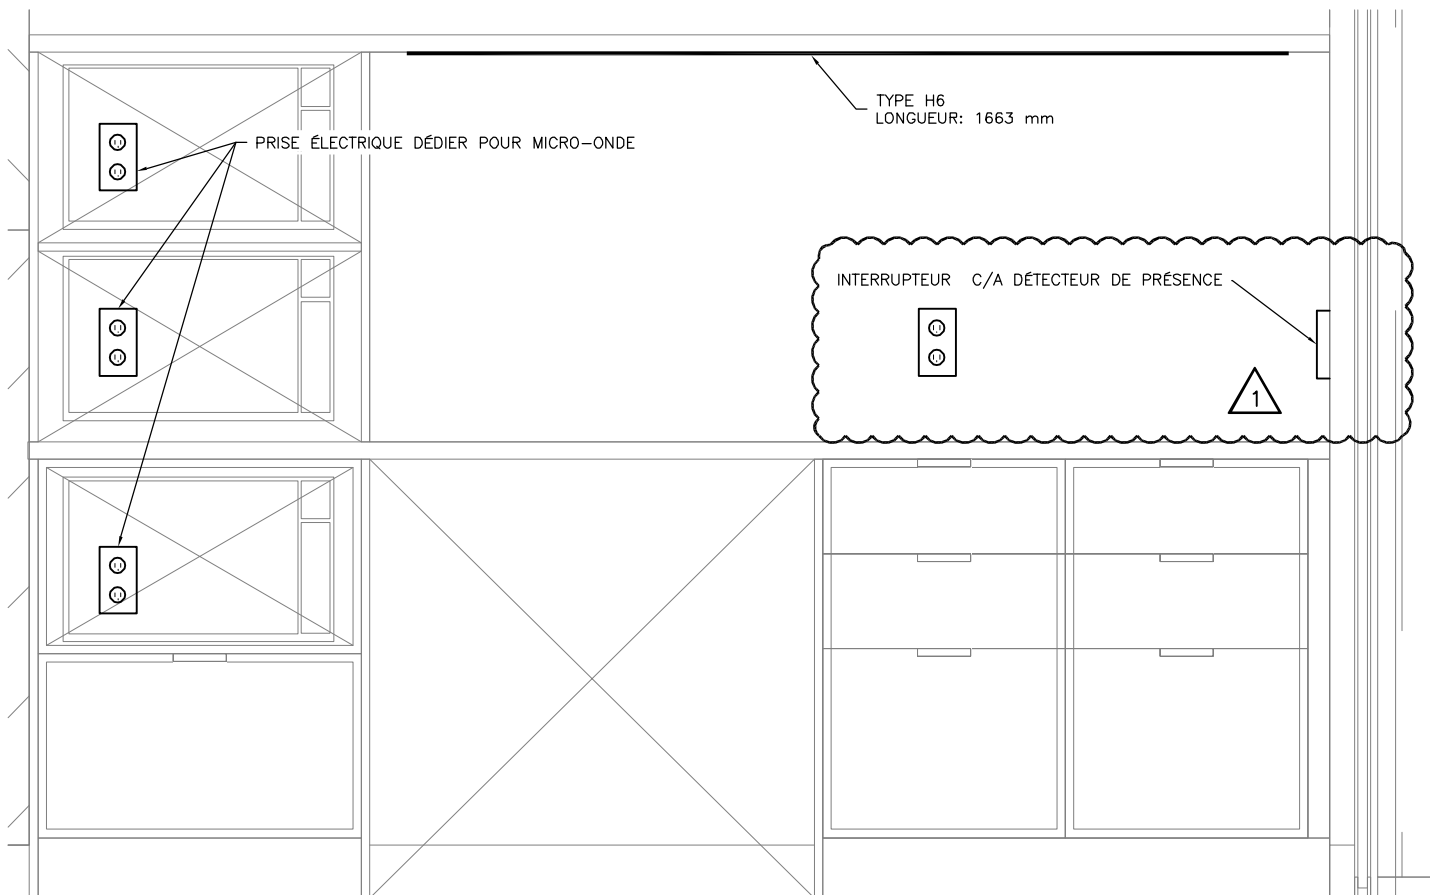 TYPE H6
LONGUEUR: 1663 mm
PRISE ÉLECTRIQUE DÉDIER POUR MICRO-ONDE
INTERRUPTEUR C/A DÉTECTEUR DE PRÉSENCE
1